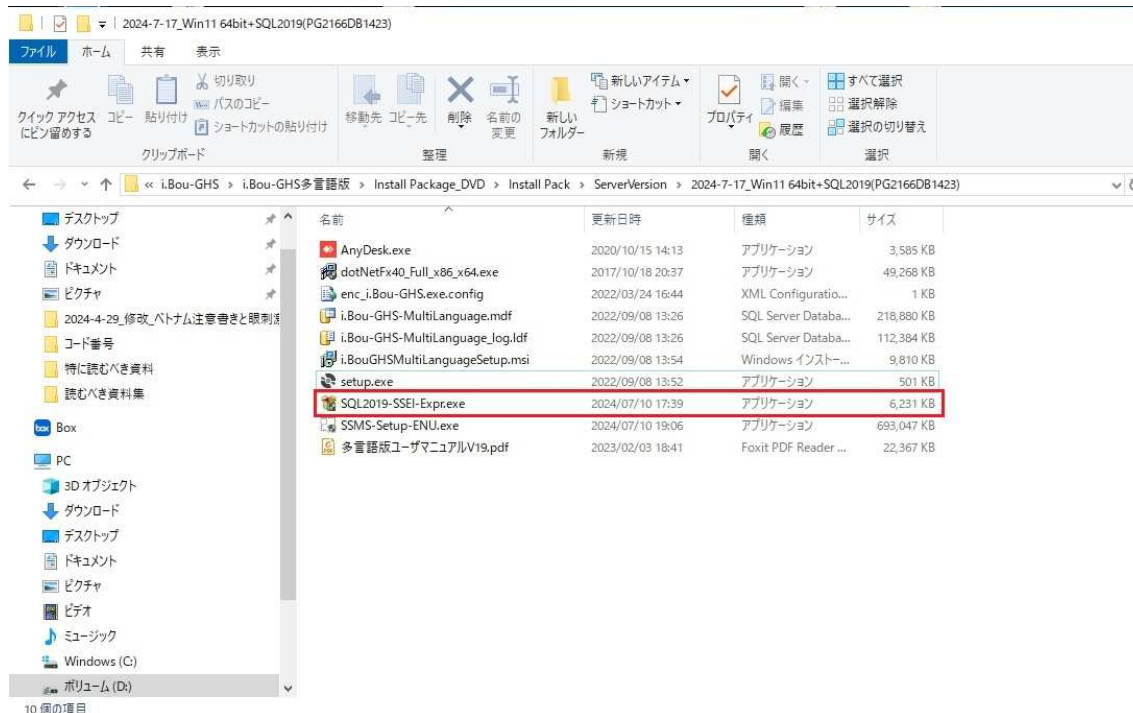 2024-7-17_Win11 64bit+SQL2019(PG2166DB1423)
ファイル ホーム 共有 表示
クイック アクセス
にピン留めする
コピー
貼り付け
切り取り
パスのコピー
ショートカットの貼り付け
クリップボード
移動先 コピー先 削除 名前の
変更
整理
新しい
フォルダー
新しいアイテム
ショートカット
新規
プロパティ
開く
編集
履歴
開く
すべて選択
選択解除
選択の切り替え
選択
« i.Bou-GHS › i.Bou-GHS多言語版 › Install Package_DVD › Install Pack › ServerVersion › 2024-7-17_Win11 64bit+SQL2019(PG2166DB1423)
デスクトップ
ダウンロード
ドキュメント
ピクチャ
2024-4-29_修改_ベトナム注意書きと眼刺激
コード番号
特に読むべき資料
読むべき資料集
Box
PC
3D オブジェクト
ダウンロード
デスクトップ
ドキュメント
ピクチャ
ビデオ
ミュージック
Windows (C:)
ボリューム (D:)
名前 更新日時 種類 サイズ
AnyDesk.exe 2020/10/15 14:13 アプリケーション 3,585 KB
dotNetFx40_Full_x86_x64.exe 2017/10/18 20:37 アプリケーション 49,268 KB
enc_i.Bou-GHS.exe.config 2022/03/24 16:44 XML Configuratio... 1 KB
i.Bou-GHS-MultiLanguage.mdf 2022/09/08 13:26 SQL Server Databa... 218,880 KB
i.Bou-GHS-MultiLanguage_log.ldf 2022/09/08 13:26 SQL Server Databa... 112,384 KB
i.BouGHSMultiLanguageSetup.msi 2022/09/08 13:54 Windows インストー... 9,810 KB
setup.exe 2022/09/08 13:52 アプリケーション 501 KB
SQL2019-SSEI-Expr.exe 2024/07/10 17:39 アプリケーション 6,231 KB
SSMS-Setup-ENU.exe 2024/07/10 19:06 アプリケーション 693,047 KB
多言語版ユーザマニュアルV19.pdf 2023/02/03 18:41 Foxit PDF Reader ... 22,367 KB
10 個の項目